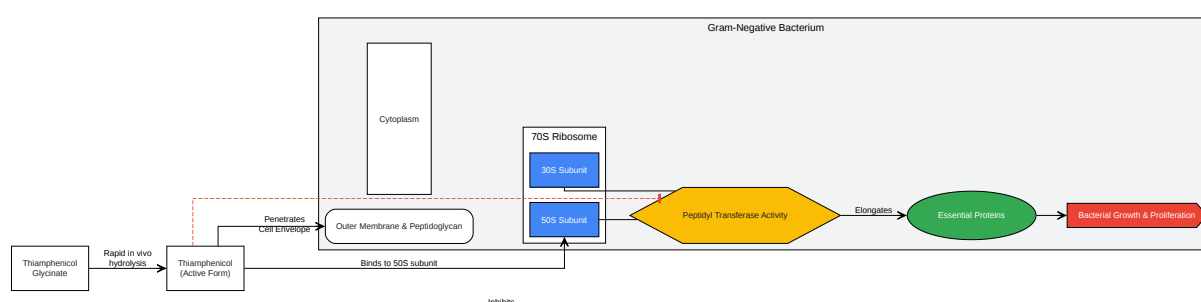 Gram-Negative Bacterium
Cytoplasm
70S Ribosome
30S Subunit
50S Subunit
Peptidyl Transferase Activity
Elongates
Essential Proteins
Bacterial Growth & Proliferation
Penetrates
Cell Envelope
Outer Membrane & Peptidoglycan
Thiamphenicol
Glycinate
Rapid in vivo
hydrolysis
Thiamphenicol
(Active Form)
Binds to 50S subunit
Inhibits